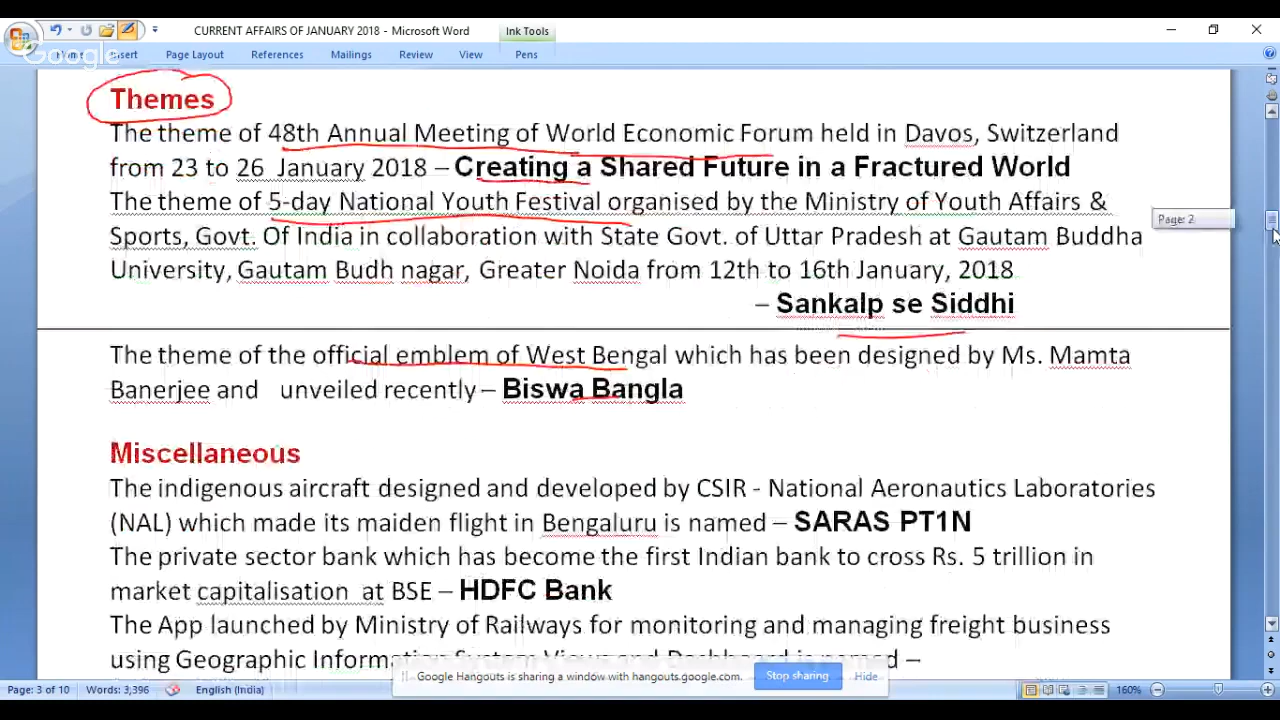 CURRENT AFFAIRS OF JANUARY 2018 - Microsoft Word
Ink Tools
Google
Home Insert Page Layout References Mailings Review View Pens
Themes
The theme of 48th Annual Meeting of World Economic Forum held in Davos, Switzerland
from 23 to 26 January 2018 – Creating a Shared Future in a Fractured World
The theme of 5-day National Youth Festival organised by the Ministry of Youth Affairs &
Page: 2
Sports, Govt. Of India in collaboration with State Govt. of Uttar Pradesh at Gautam Buddha
University, Gautam Budh nagar, Greater Noida from 12th to 16th January, 2018
– Sankalp se Siddhi
The theme of the official emblem of West Bengal which has been designed by Ms. Mamta
Banerjee and unveiled recently – Biswa Bangla
Miscellaneous
The indigenous aircraft designed and developed by CSIR - National Aeronautics Laboratories
(NAL) which made its maiden flight in Bengaluru is named – SARAS PT1N
The private sector bank which has become the first Indian bank to cross Rs. 5 trillion in
market capitalisation at BSE – HDFC Bank
The App launched by Ministry of Railways for monitoring and managing freight business
using Geographic Information System Views and Dashboard is named –
Google Hangouts is sharing a window with hangouts.google.com. Stop sharing Hide
Page: 3 of 10 Words: 3,396 English (India) 160%